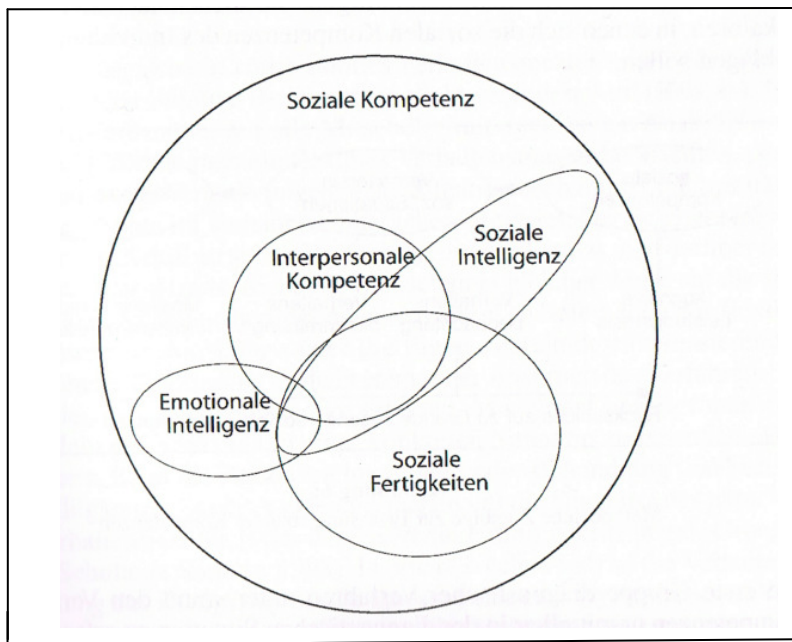 Soziale Kompetenz
Soziale
Intelligenz
Interpersonale
Kompetenz
Emotionale
Intelligenz
Soziale
Fertigkeiten